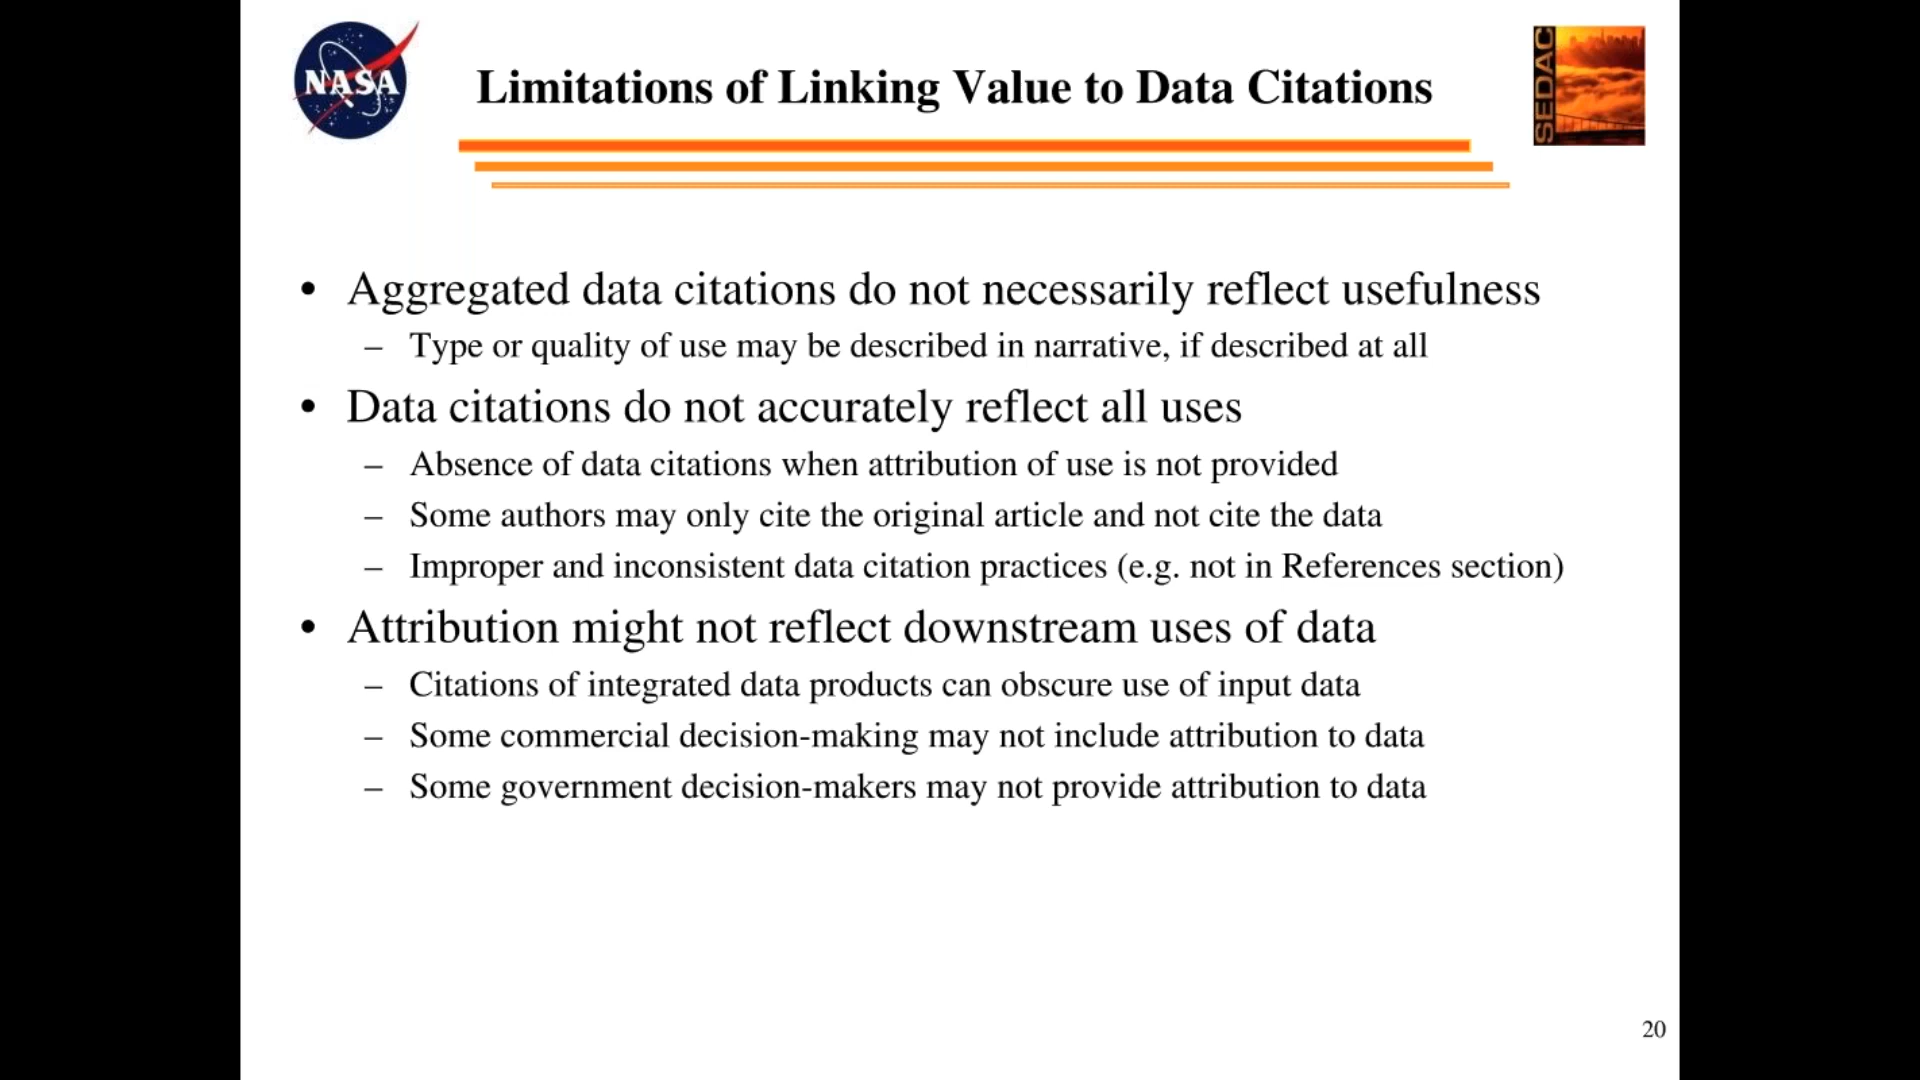 NASA
SEDAC
Limitations of Linking Value to Data Citations
• Aggregated data citations do not necessarily reflect usefulness
– Type or quality of use may be described in narrative, if described at all
• Data citations do not accurately reflect all uses
– Absence of data citations when attribution of use is not provided
– Some authors may only cite the original article and not cite the data
– Improper and inconsistent data citation practices (e.g. not in References section)
• Attribution might not reflect downstream uses of data
– Citations of integrated data products can obscure use of input data
– Some commercial decision-making may not include attribution to data
– Some government decision-makers may not provide attribution to data
20